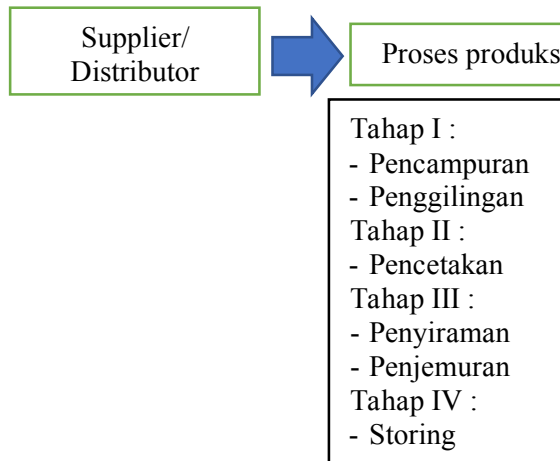 Supplier/
Distributor
Proses produks
Tahap I :
- Pencampuran
- Penggilingan
Tahap II :
- Pencetakan
Tahap III :
- Penyiraman
- Penjemuran
Tahap IV :
- Storing